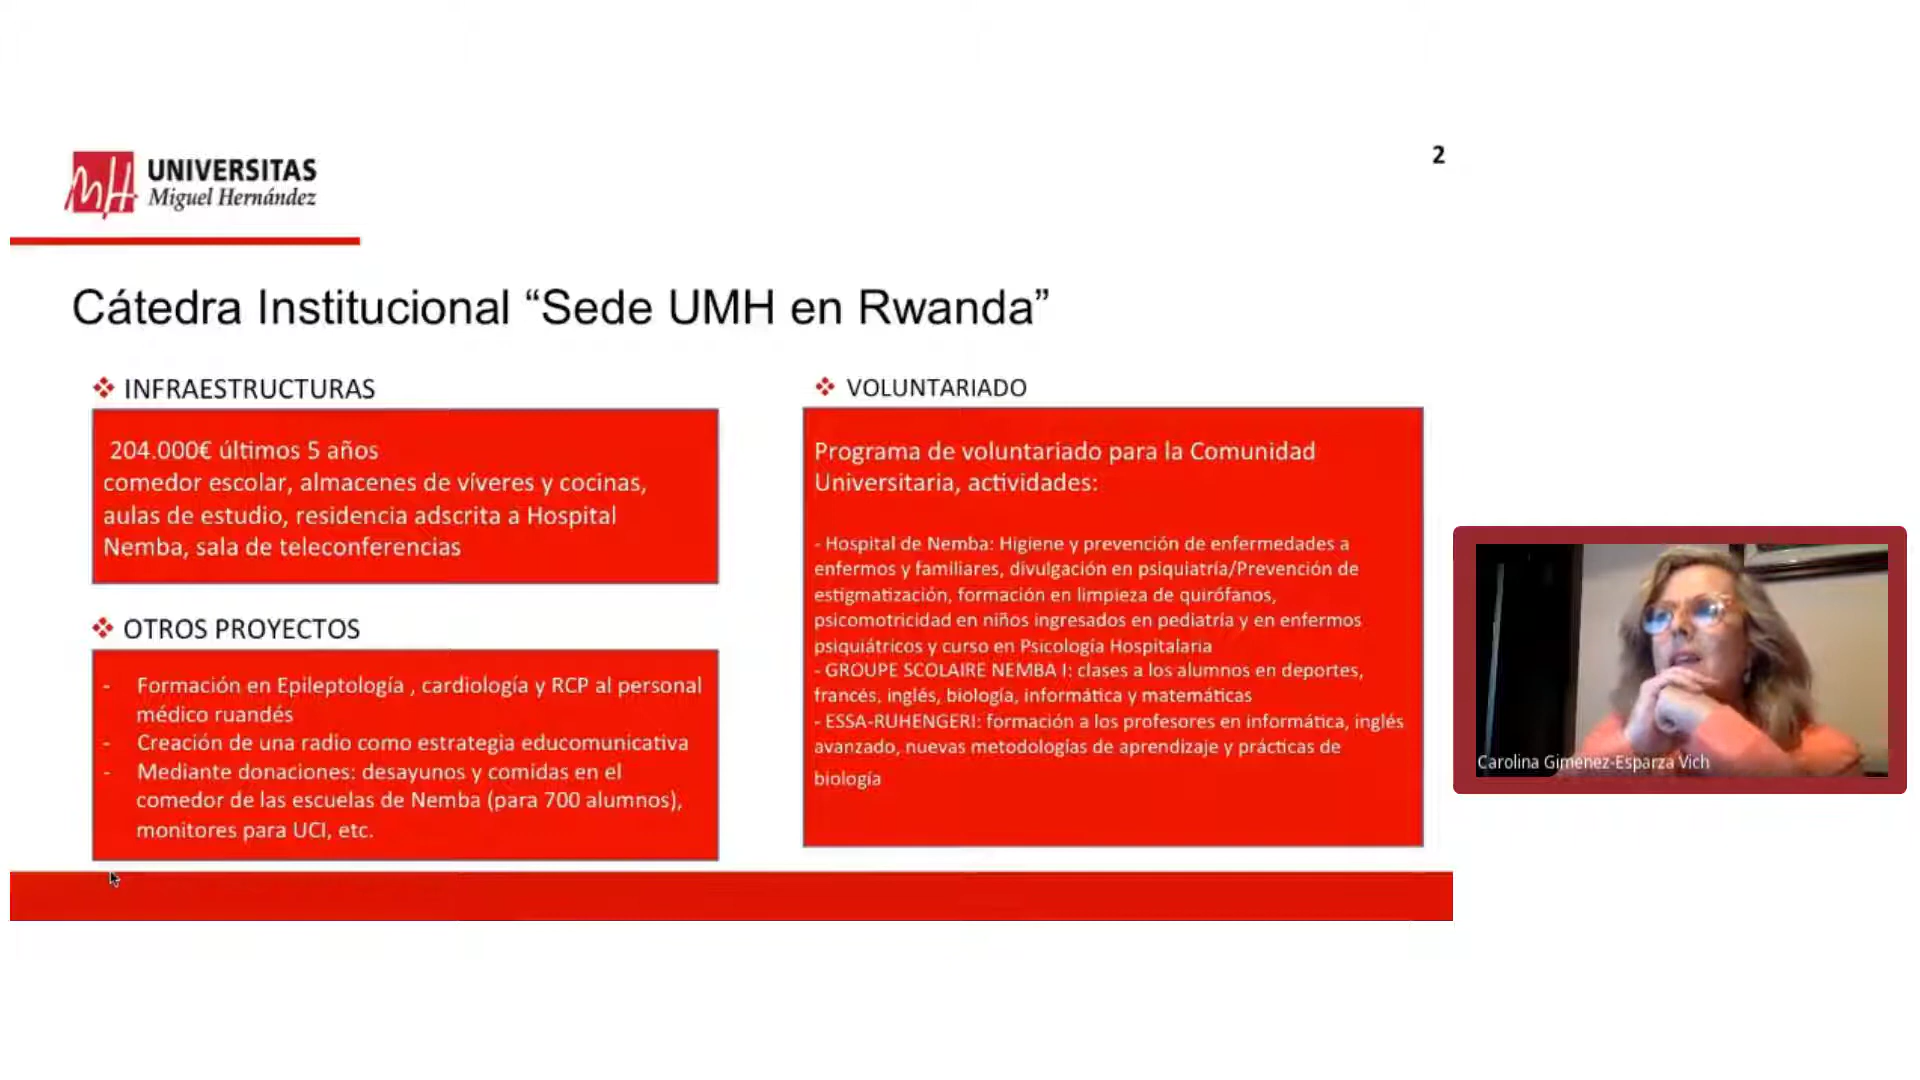 UNIVERSITAS
Miguel Hernández
2
Cátedra Institucional “Sede UMH en Rwanda”
INFRAESTRUCTURAS
204.000€ últimos 5 años
comedor escolar, almacenes de víveres y cocinas,
aulas de estudio, residencia adscrita a Hospital
Nemba, sala de teleconferencias
OTROS PROYECTOS
- Formación en Epileptología , cardiología y RCP al personal
médico ruandés
- Creación de una radio como estrategia educomunicativa
- Mediante donaciones: desayunos y comidas en el
comedor de las escuelas de Nemba (para 700 alumnos),
monitores para UCI, etc.
VOLUNTARIADO
Programa de voluntariado para la Comunidad
Universitaria, actividades:
- Hospital de Nemba: Higiene y prevención de enfermedades a
enfermos y familiares, divulgación en psiquiatría/Prevención de
estigmatización, formación en limpieza de quirófanos,
psicomotricidad en niños ingresados en pediatría y en enfermos
psiquiátricos y curso en Psicología Hospitalaria
- GROUPE SCOLAIRE NEMBA I: clases a los alumnos en deportes,
francés, inglés, biología, informática y matemáticas
- ESSA-RUHENGERI: formación a los profesores en informática, inglés
avanzado, nuevas metodologías de aprendizaje y prácticas de
biología
Carolina Giménez-Esparza Vich